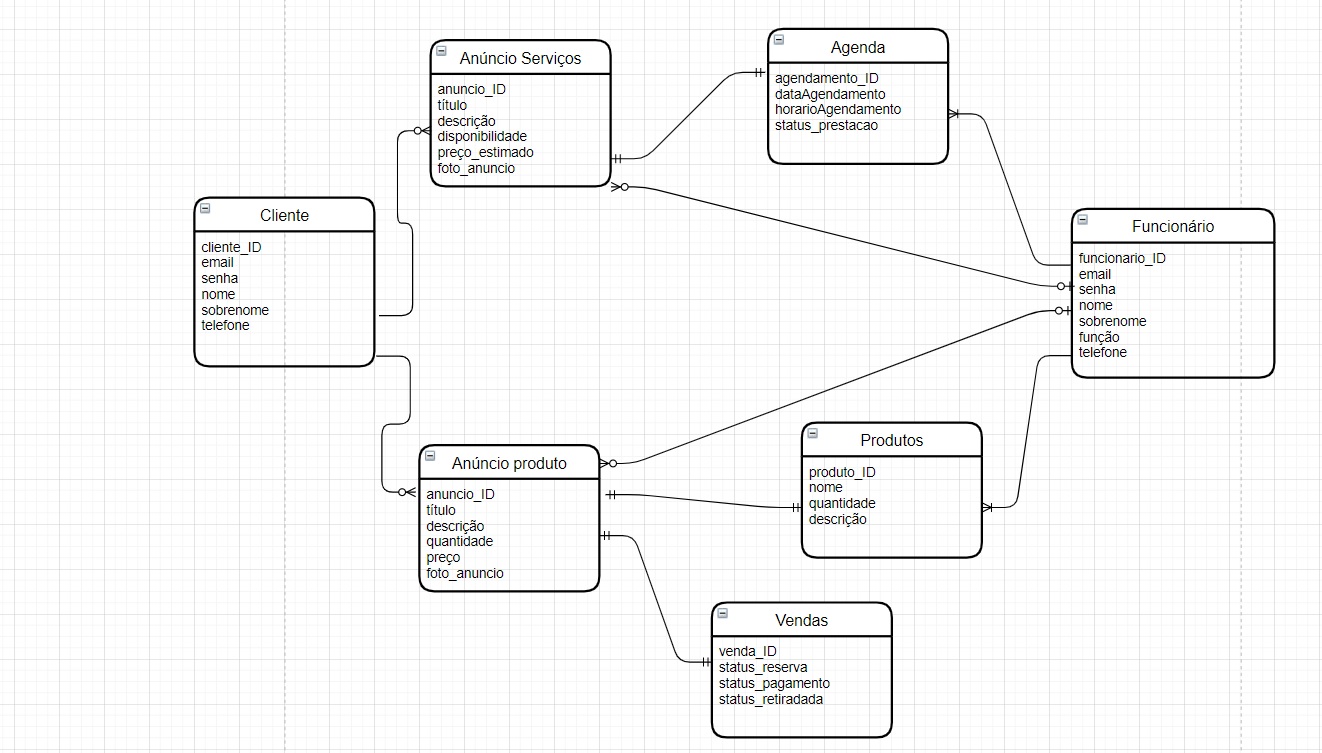 Anúncio Serviços
anuncio_ID
título
descrição
disponibilidade
preço_estimado
foto_anuncio
Agenda
agendamento_ID
dataAgendamento
horarioAgendamento
status_prestacao
Cliente
cliente_ID
email
senha
nome
sobrenome
telefone
Funcionário
funcionario_ID
email
senha
nome
sobrenome
função
telefone
Anúncio produto
anuncio_ID
título
descrição
quantidade
preço
foto_anuncio
Produtos
produto_ID
nome
quantidade
descrição
Vendas
venda_ID
status_reserva
status_pagamento
status_retiradada